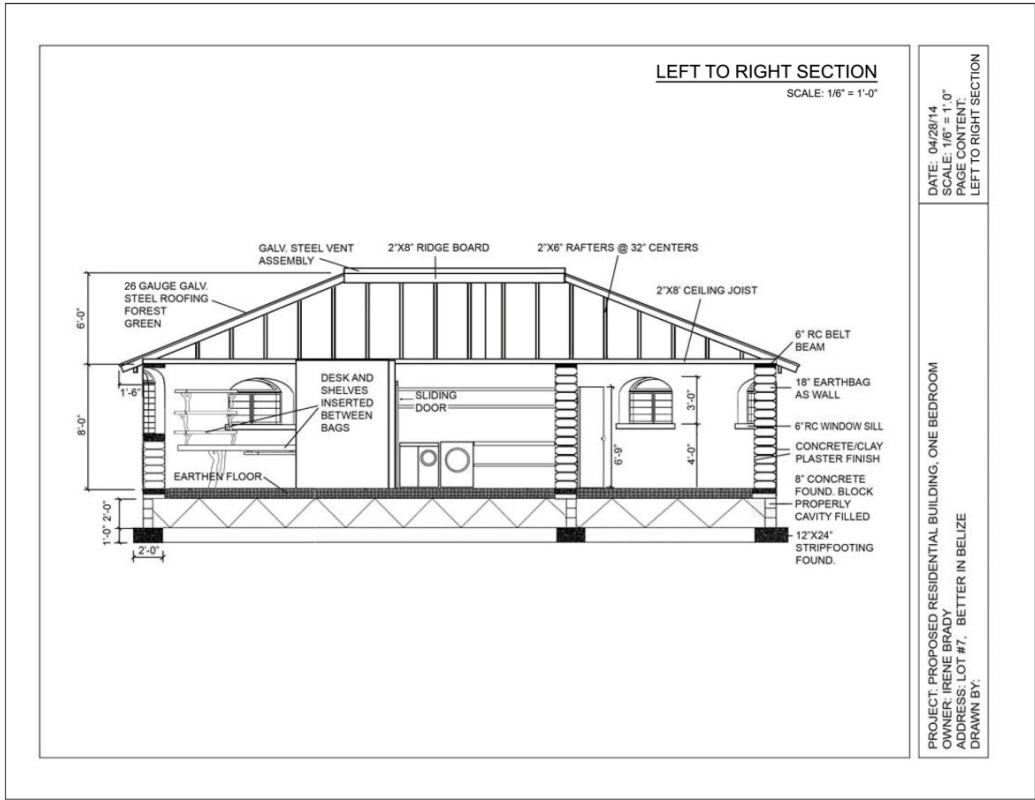 LEFT TO RIGHT SECTION
SCALE: 1/6" = 1'-0"
GALV. STEEL VENT
ASSEMBLY
2"X8" RIDGE BOARD
2"X6" RAFTERS @ 32" CENTERS
26 GAUGE GALV.
STEEL ROOFING
FOREST
GREEN
2"X8' CEILING JOIST
6'-0"
6" RC BELT
BEAM
1'-6"
DESK AND
SHELVES
INSERTED
BETWEEN
BAGS
SLIDING
DOOR
18" EARTHBAG
AS WALL
3'-0"
8'-0"
6" RC WINDOW SILL
6'-9"
4'-0"
CONCRETE/CLAY
PLASTER FINISH
EARTHEN FLOOR
8" CONCRETE
FOUND. BLOCK
PROPERLY
CAVITY FILLED
2'-0"
1'-0"
2'-0"
12"X24"
STRIPFOOTING
FOUND.
DATE: 04/28/14
SCALE: 1/6" = 1'.0"
PAGE CONTENT:
LEFT TO RIGHT SECTION
PROJECT: PROPOSED RESIDENTIAL BUILDING, ONE BEDROOM
OWNER: IRENE BRADY
ADDRESS: LOT #7, BETTER IN BELIZE
DRAWN BY: